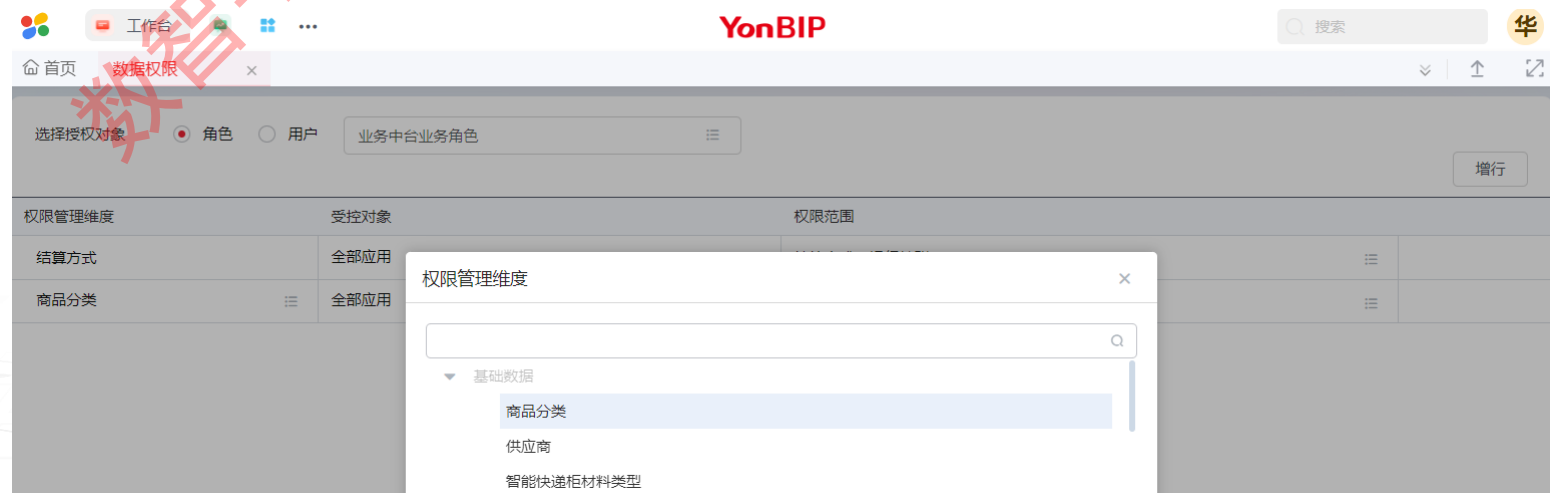 工作台
YonBIP
搜索
华
首页
数据权限
数智
选择授权对象
角色
用户
业务中台业务角色
增行
权限管理维度
受控对象
权限范围
结算方式
全部应用
商品分类
全部应用
权限管理维度
基础数据
商品分类
供应商
智能快递柜材料类型